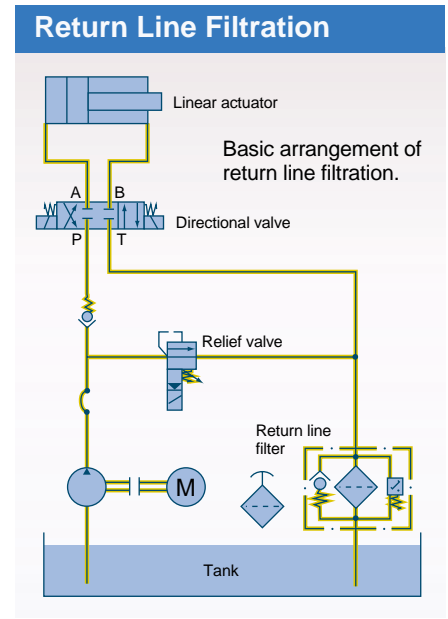 Return Line Filtration
Linear actuator
Basic arrangement of
return line filtration.
A B
Directional valve
P T
Relief valve
Return line
filter
M
Tank